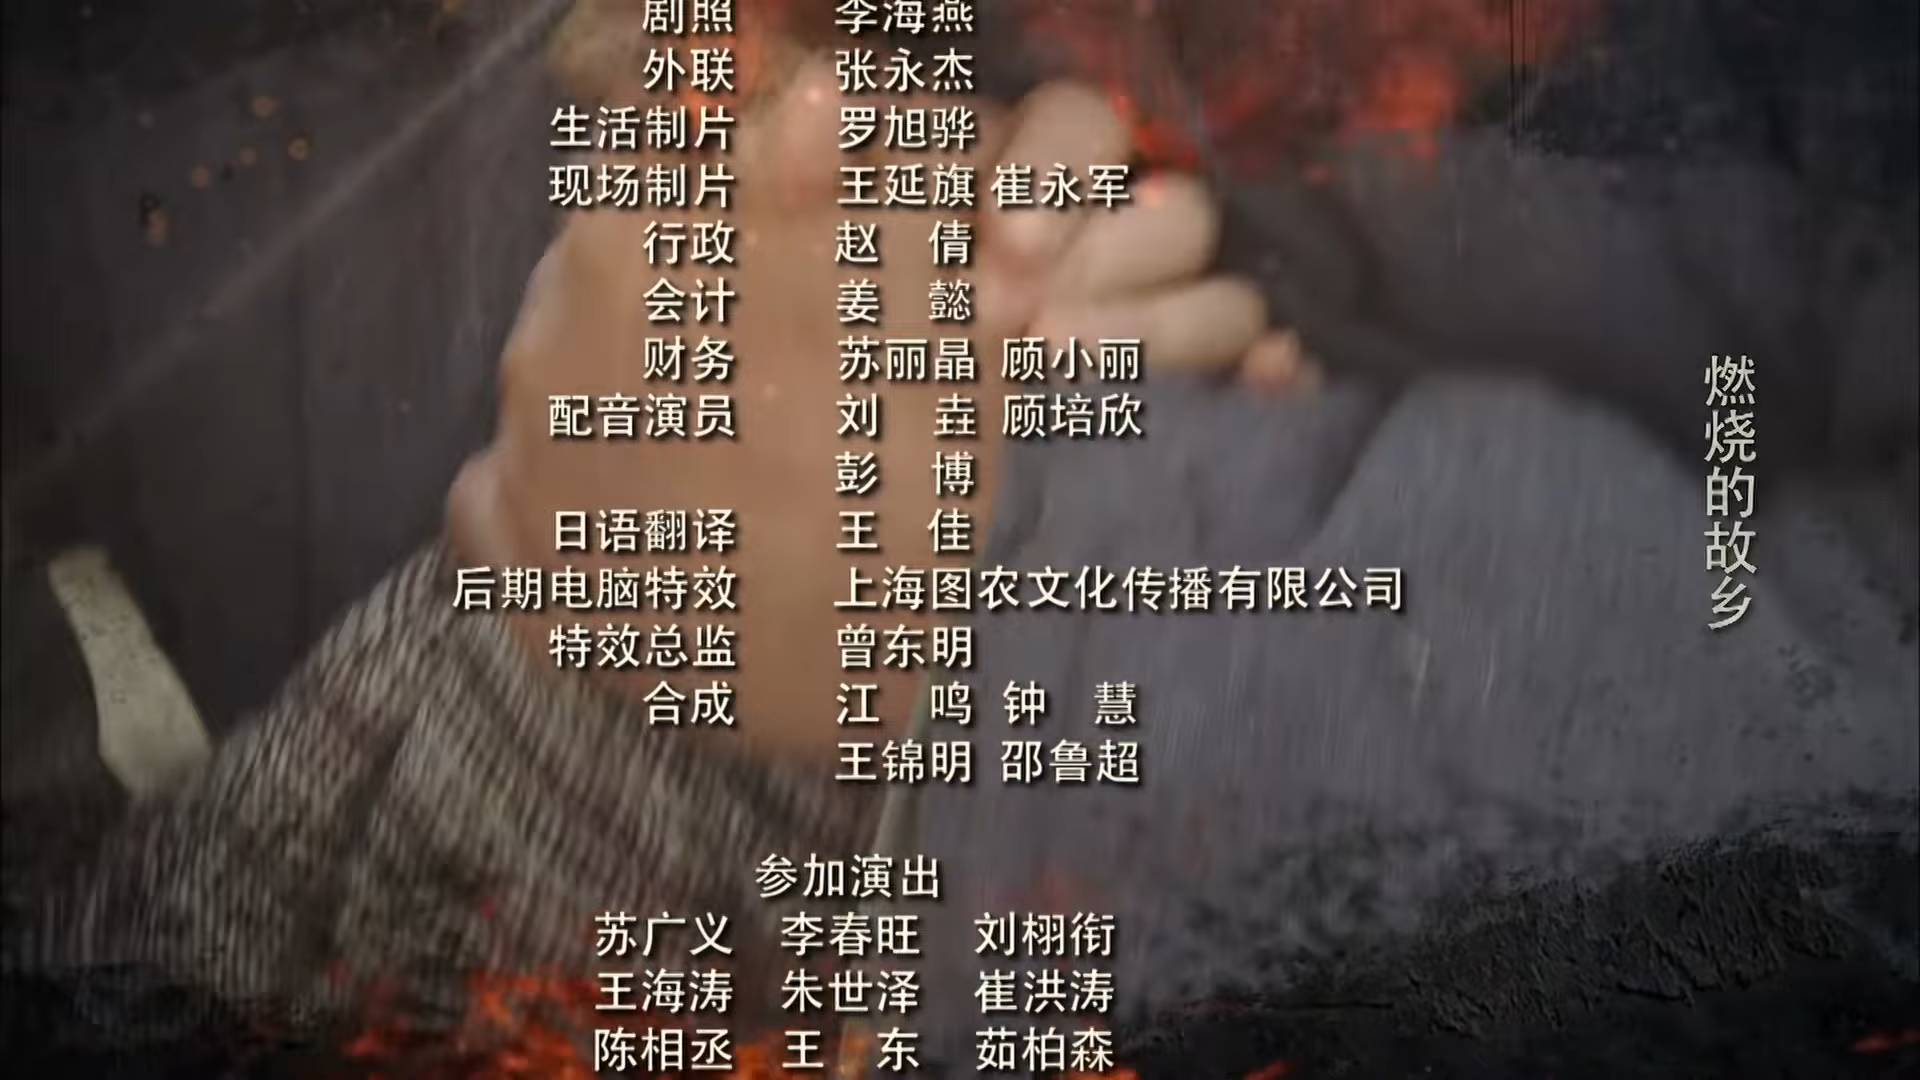 剧照 李海燕
外联 张永杰
生活制片 罗旭骅
现场制片 王延旗 崔永军
行政 赵 倩
会计 姜 懿
财务 苏丽晶 顾小丽
配音演员 刘 垚 顾培欣
彭 博
日语翻译 王 佳
后期电脑特效 上海图农文化传播有限公司
特效总监 曾东明
合成 江 鸣 钟 慧
王锦明 邵鲁超
参加演出
苏广义 李春旺 刘栩衔
王海涛 朱世泽 崔洪涛
陈相丞 王 东 茹柏森
燃烧的故乡